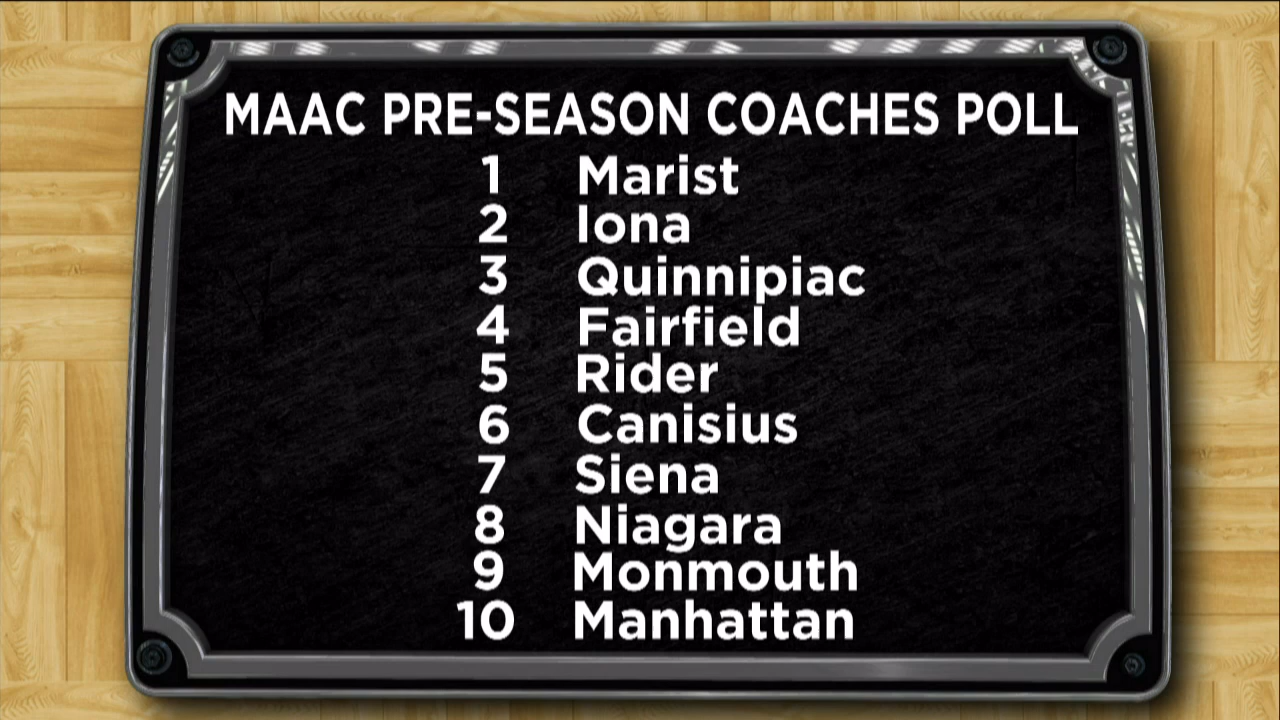 MAAC PRE-SEASON COACHES POLL
1 Marist
2 Iona
3 Quinnipiac
4 Fairfield
5 Rider
6 Canisius
7 Siena
8 Niagara
9 Monmouth
10 Manhattan